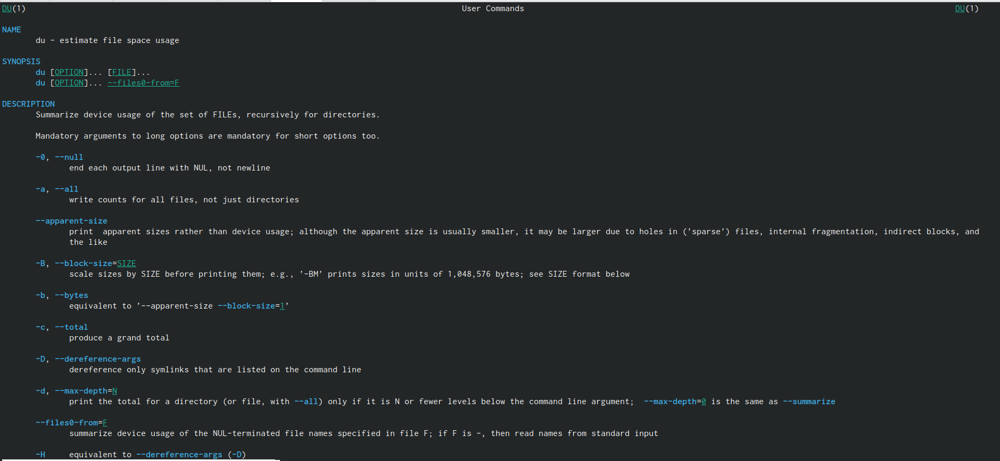 DU(1) User Commands DU(1)
NAME
du - estimate file space usage
SYNOPSIS
du [OPTION]... [FILE]...
du [OPTION]... --files0-from=F
DESCRIPTION
Summarize device usage of the set of FILEs, recursively for directories.
Mandatory arguments to long options are mandatory for short options too.
-0, --null
end each output line with NUL, not newline
-a, --all
write counts for all files, not just directories
--apparent-size
print  apparent sizes rather than device usage; although the apparent size is usually smaller, it may be larger due to holes in (’sparse’) files, internal fragmentation, indirect blocks, and
the like
-B, --block-size=SIZE
scale sizes by SIZE before printing them; e.g., ’-BM’ prints sizes in units of 1,048,576 bytes; see SIZE format below
-b, --bytes
equivalent to ’--apparent-size --block-size=1’
-c, --total
produce a grand total
-D, --dereference-args
dereference only symlinks that are listed on the command line
-d, --max-depth=N
print the total for a directory (or file, with --all) only if it is N or fewer levels below the command line argument;  --max-depth=0 is the same as --summarize
--files0-from=F
summarize device usage of the NUL-terminated file names specified in file F; if F is -, then read names from standard input
-H equivalent to --dereference-args (-D)